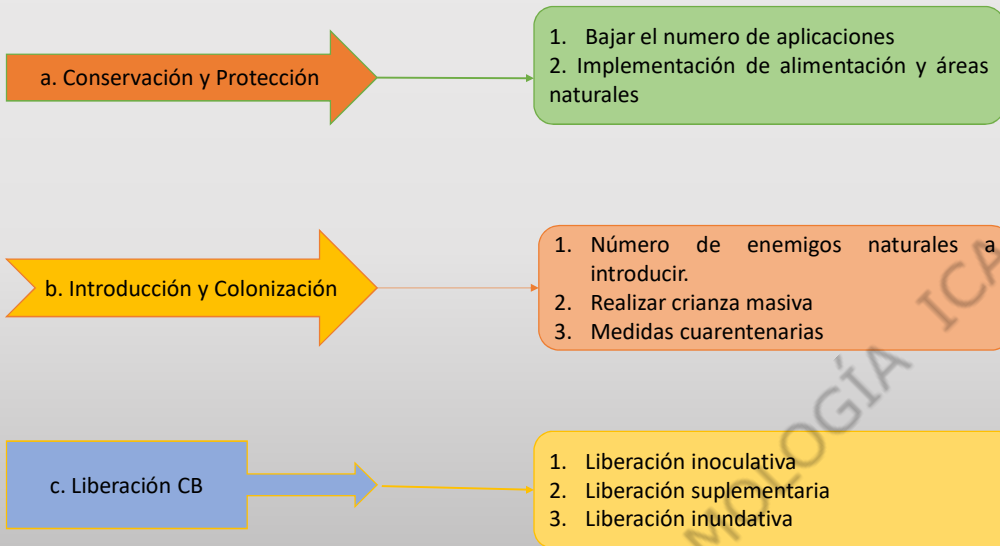 a. Conservación y Protección
1. Bajar el numero de aplicaciones
2. Implementación de alimentación y áreas
naturales
b. Introducción y Colonización
1. Número de enemigos naturales a
introducir.
2. Realizar crianza masiva
3. Medidas cuarentenarias
c. Liberación CB
1. Liberación inoculativa
2. Liberación suplementaria
3. Liberación inundativa